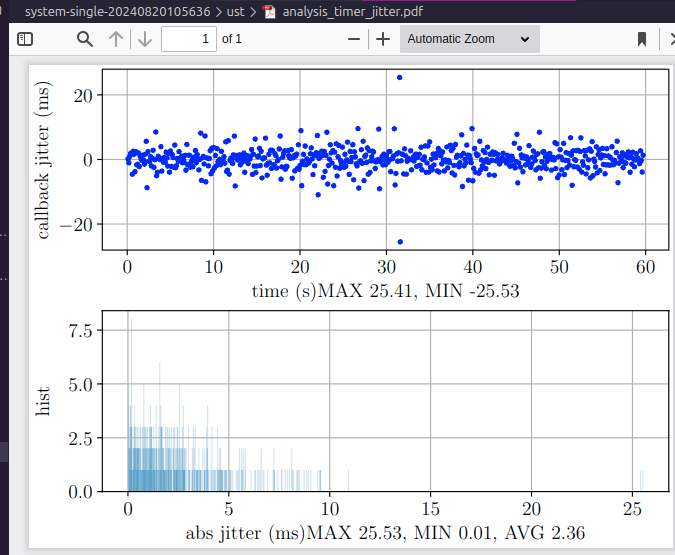 system-single-20240820105636 > ust > analysis_timer_jitter.pdf
1 of 1
Automatic Zoom
callback jitter (ms)
20
0
−20
0 10 20 30 40 50 60
time (s)MAX 25.41, MIN -25.53
hist
7.5
5.0
2.5
0.0
0 5 10 15 20 25
abs jitter (ms)MAX 25.53, MIN 0.01, AVG 2.36